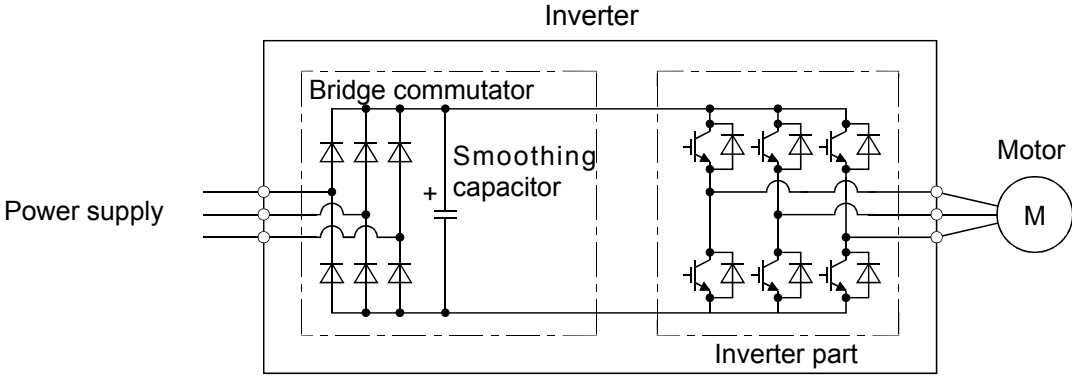 Inverter
Bridge commutator
Smoothing
capacitor
+
Power supply
Motor
M
Inverter part